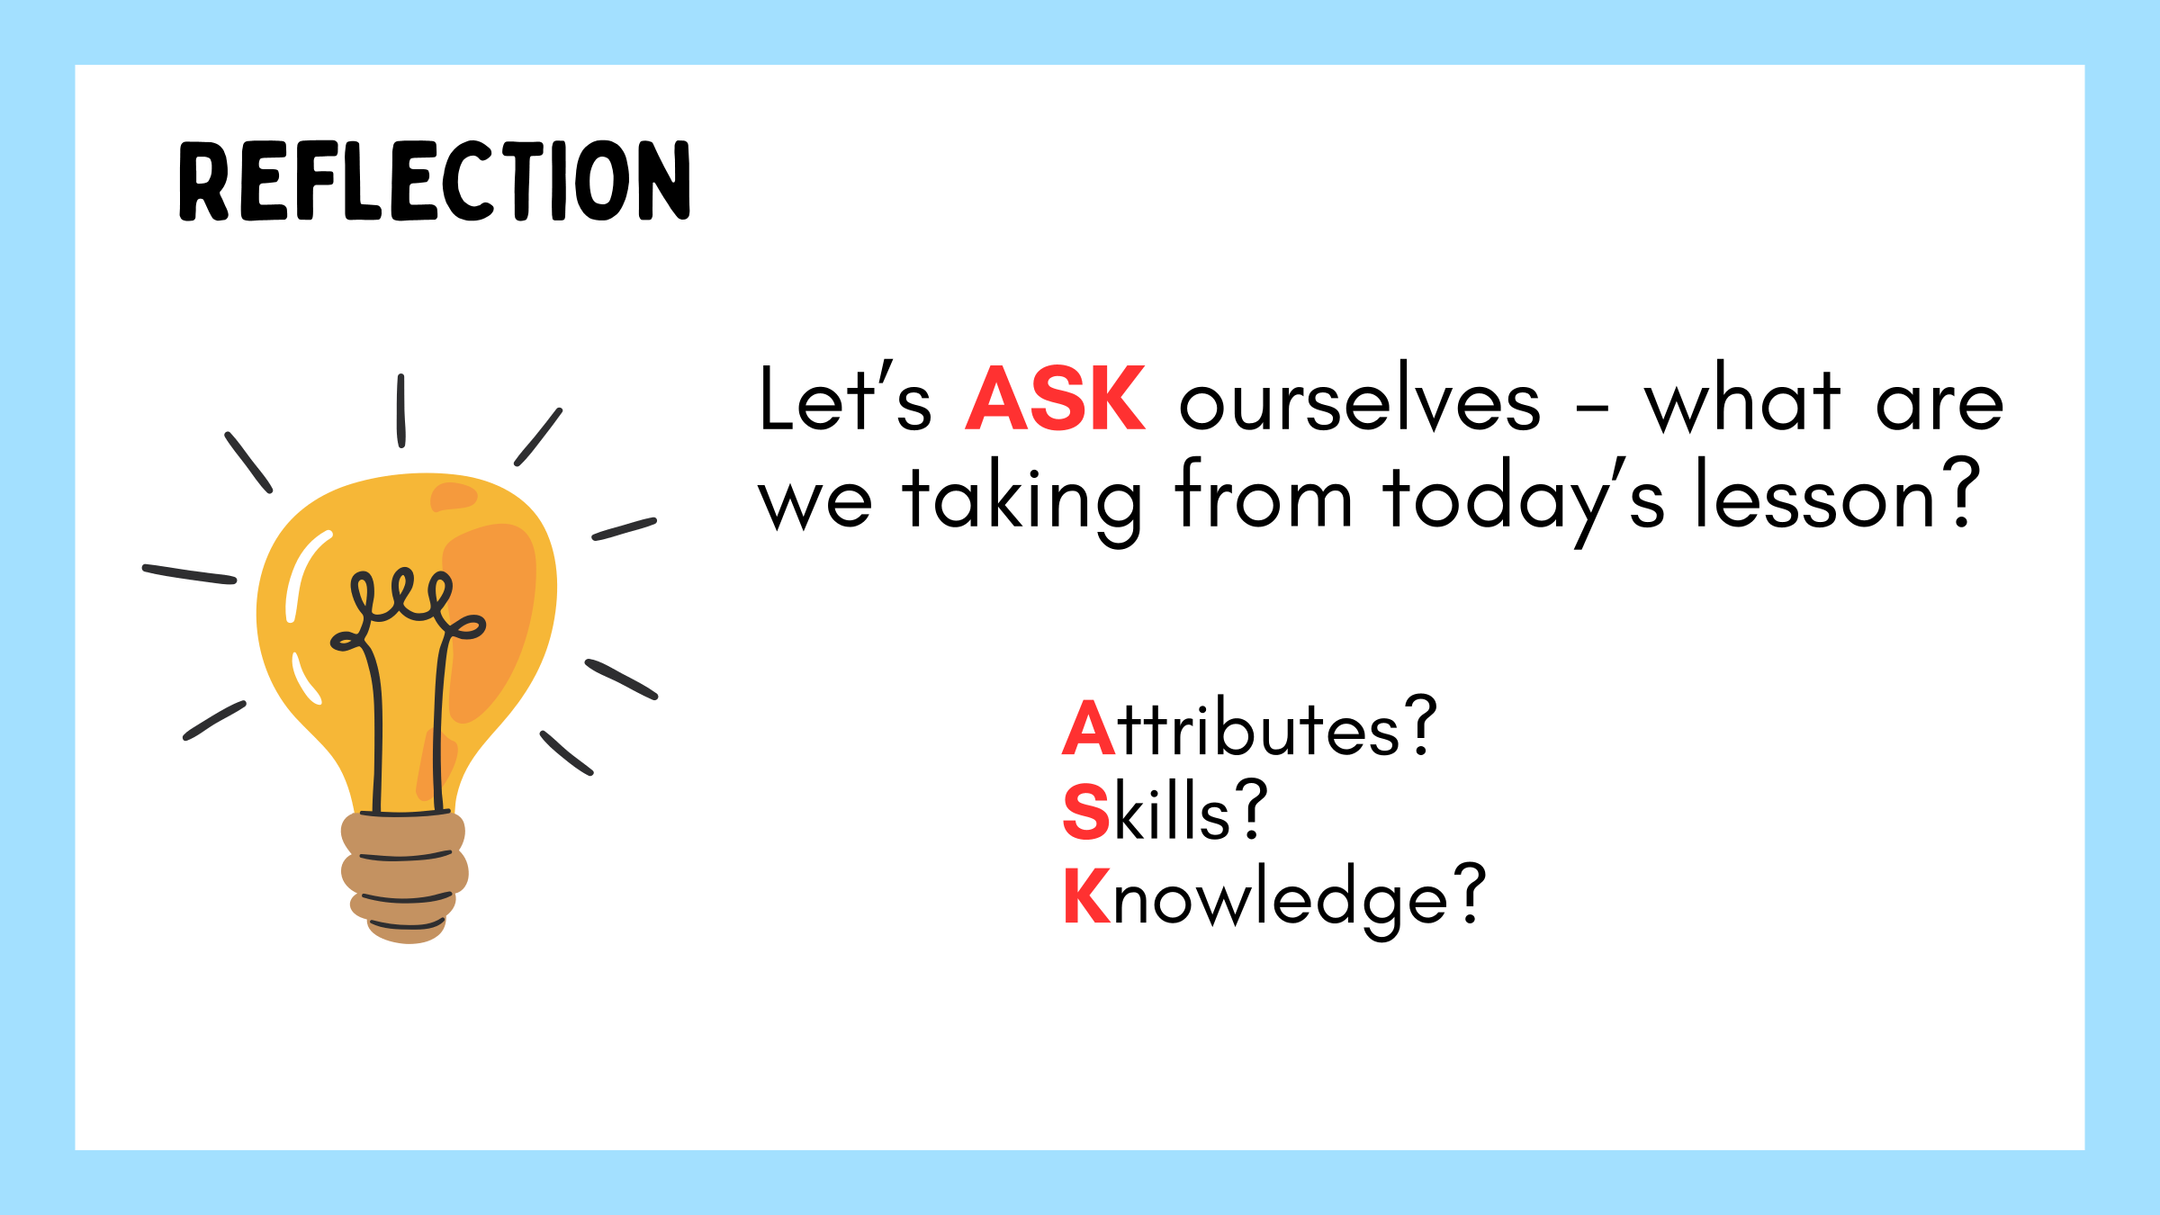 REFLECTION
Let’s ASK ourselves – what are
we taking from today’s lesson?
Attributes?
Skills?
Knowledge?